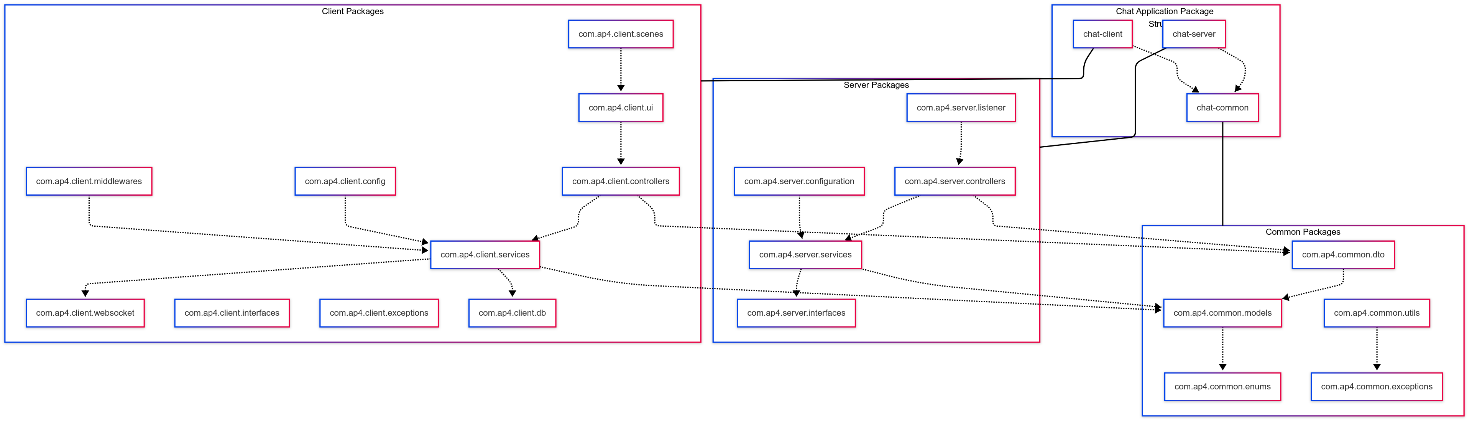 Client Packages
com.ap4.client.scenes
com.ap4.client.ui
com.ap4.client.middlewares
com.ap4.client.config
com.ap4.client.controllers
com.ap4.client.services
com.ap4.client.websocket
com.ap4.client.interfaces
com.ap4.client.exceptions
com.ap4.client.db
Server Packages
com.ap4.server.listener
com.ap4.server.configuration
com.ap4.server.controllers
com.ap4.server.services
com.ap4.server.interfaces
Chat Application Package
chat-client
chat-server
chat-common
Common Packages
com.ap4.common.dto
com.ap4.common.models
com.ap4.common.utils
com.ap4.common.enums
com.ap4.common.exceptions